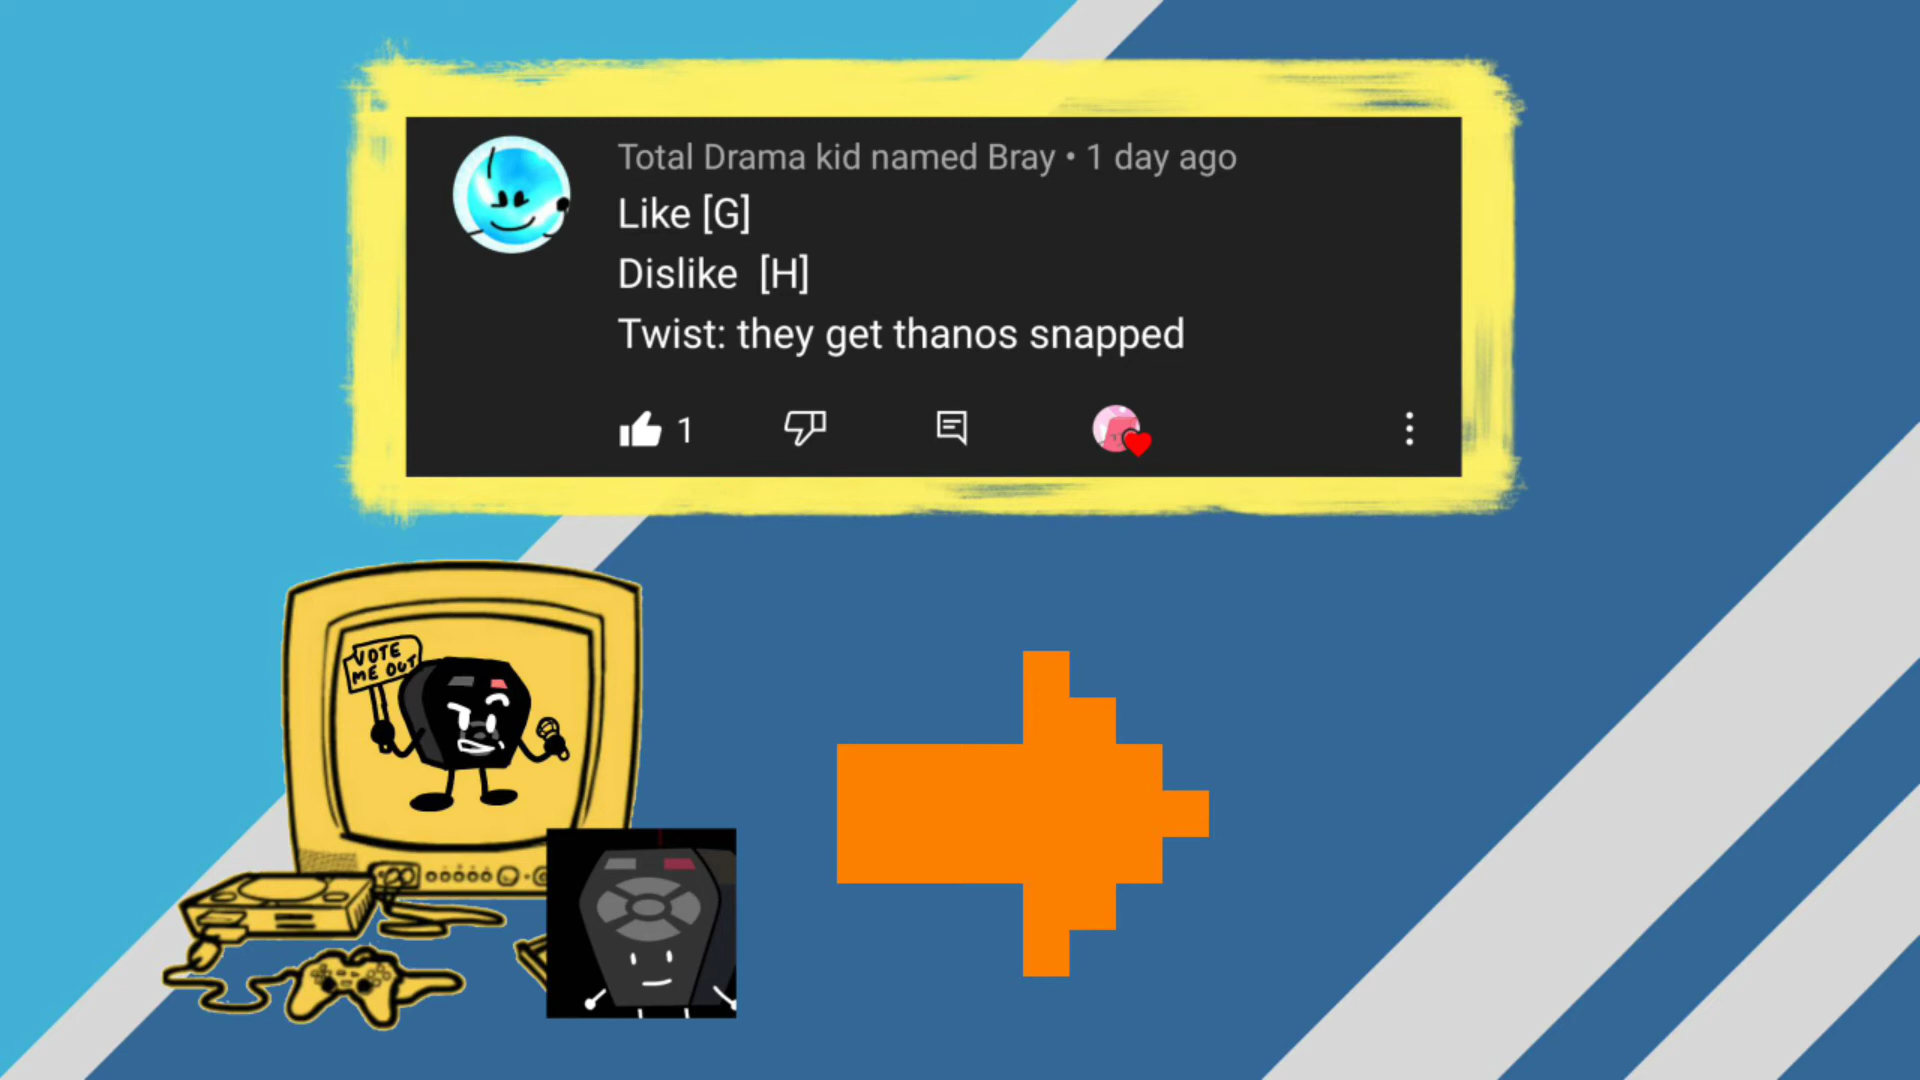 Total Drama kid named Bray • 1 day ago
Like [G]
Dislike [H]
Twist: they get thanos snapped
1
VOTE
ME OUT